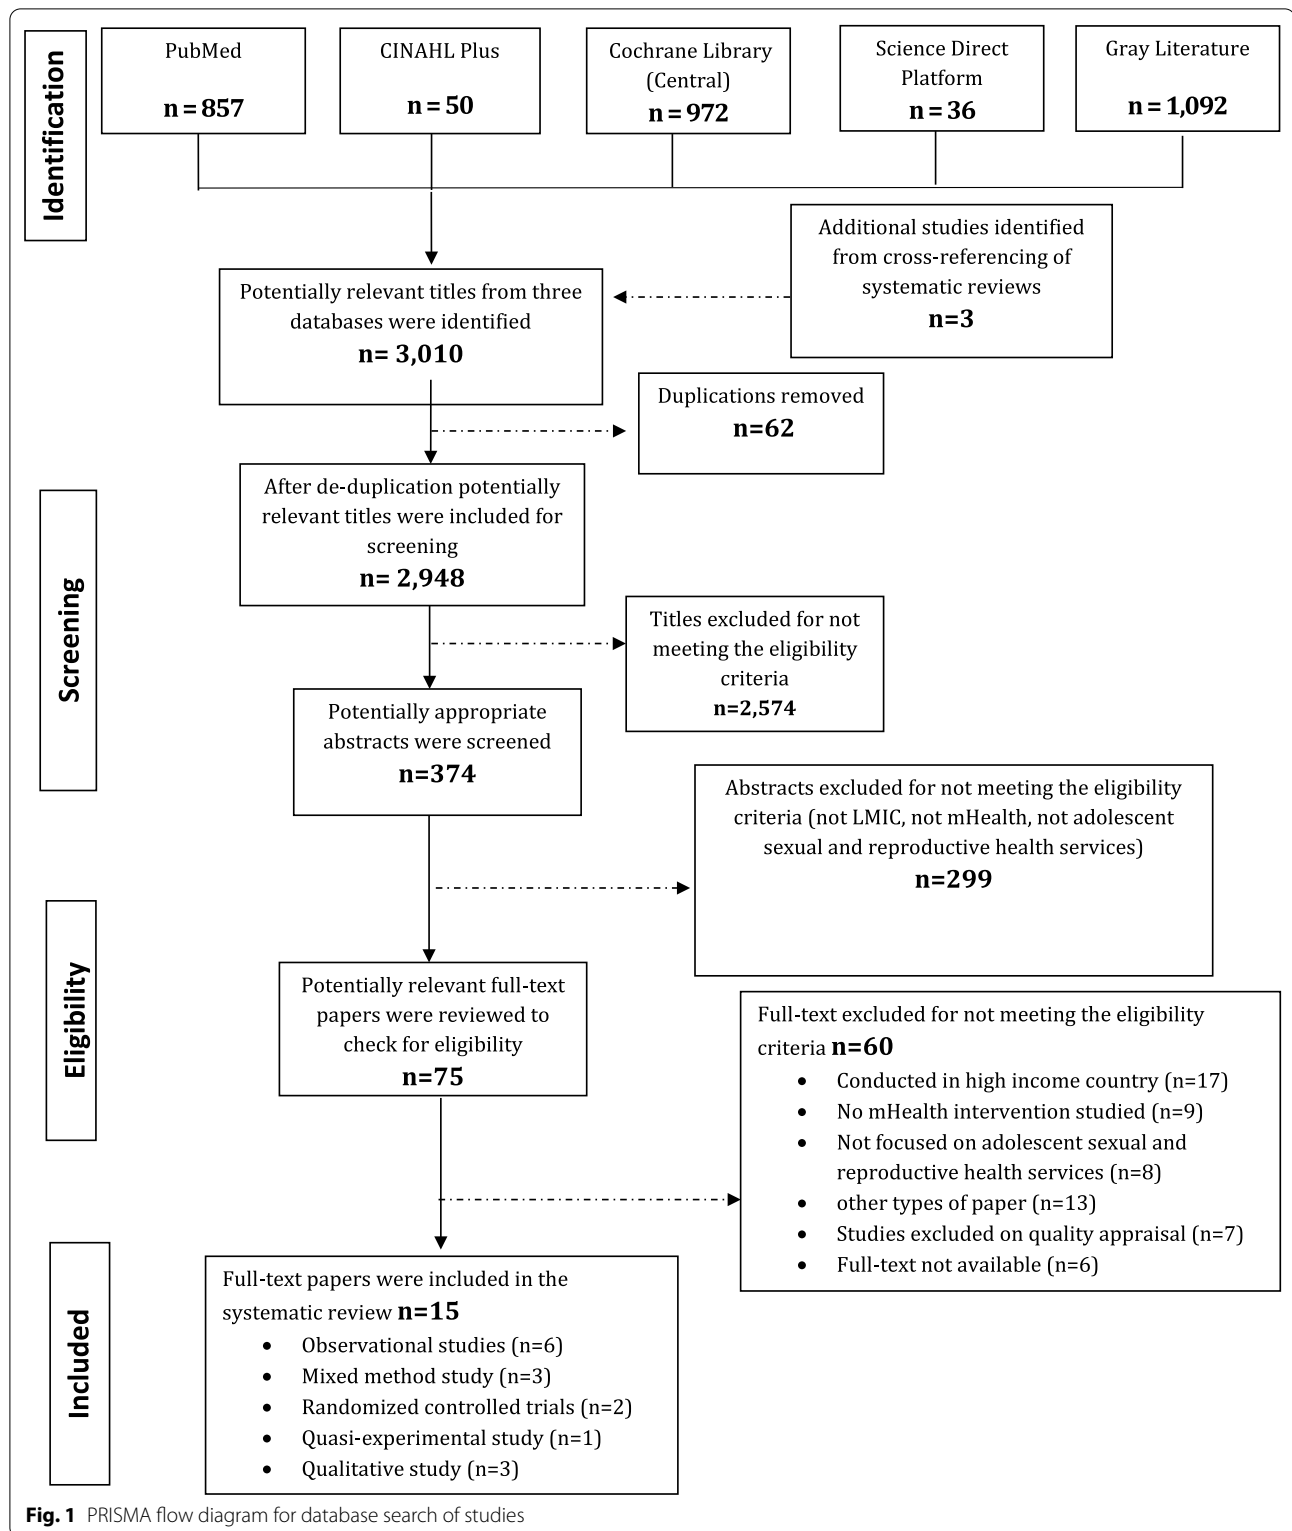 Identification
PubMed
n = 857
CINAHL Plus
n = 50
Cochrane Library
(Central)
n = 972
Science Direct
Platform
n = 36
Gray Literature
n = 1,092
Additional studies identified
from cross-referencing of
systematic reviews
n=3
Potentially relevant titles from three
databases were identified
n= 3,010
Duplications removed
n=62
Screening
After de-duplication potentially
relevant titles were included for
screening
n= 2,948
Titles excluded for not
meeting the eligibility
criteria
n=2,574
Potentially appropriate
abstracts were screened
n=374
Abstracts excluded for not meeting the eligibility
criteria (not LMIC, not mHealth, not adolescent
sexual and reproductive health services)
n=299
Eligibility
Potentially relevant full-text
papers were reviewed to
check for eligibility
n=75
Full-text excluded for not meeting the eligibility
criteria n=60
• Conducted in high income country (n=17)
• No mHealth intervention studied (n=9)
• Not focused on adolescent sexual and
reproductive health services (n=8)
• other types of paper (n=13)
• Studies excluded on quality appraisal (n=7)
• Full-text not available (n=6)
Included
Full-text papers were included in the
systematic review n=15
• Observational studies (n=6)
• Mixed method study (n=3)
• Randomized controlled trials (n=2)
• Quasi-experimental study (n=1)
• Qualitative study (n=3)
Fig. 1 PRISMA flow diagram for database search of studies